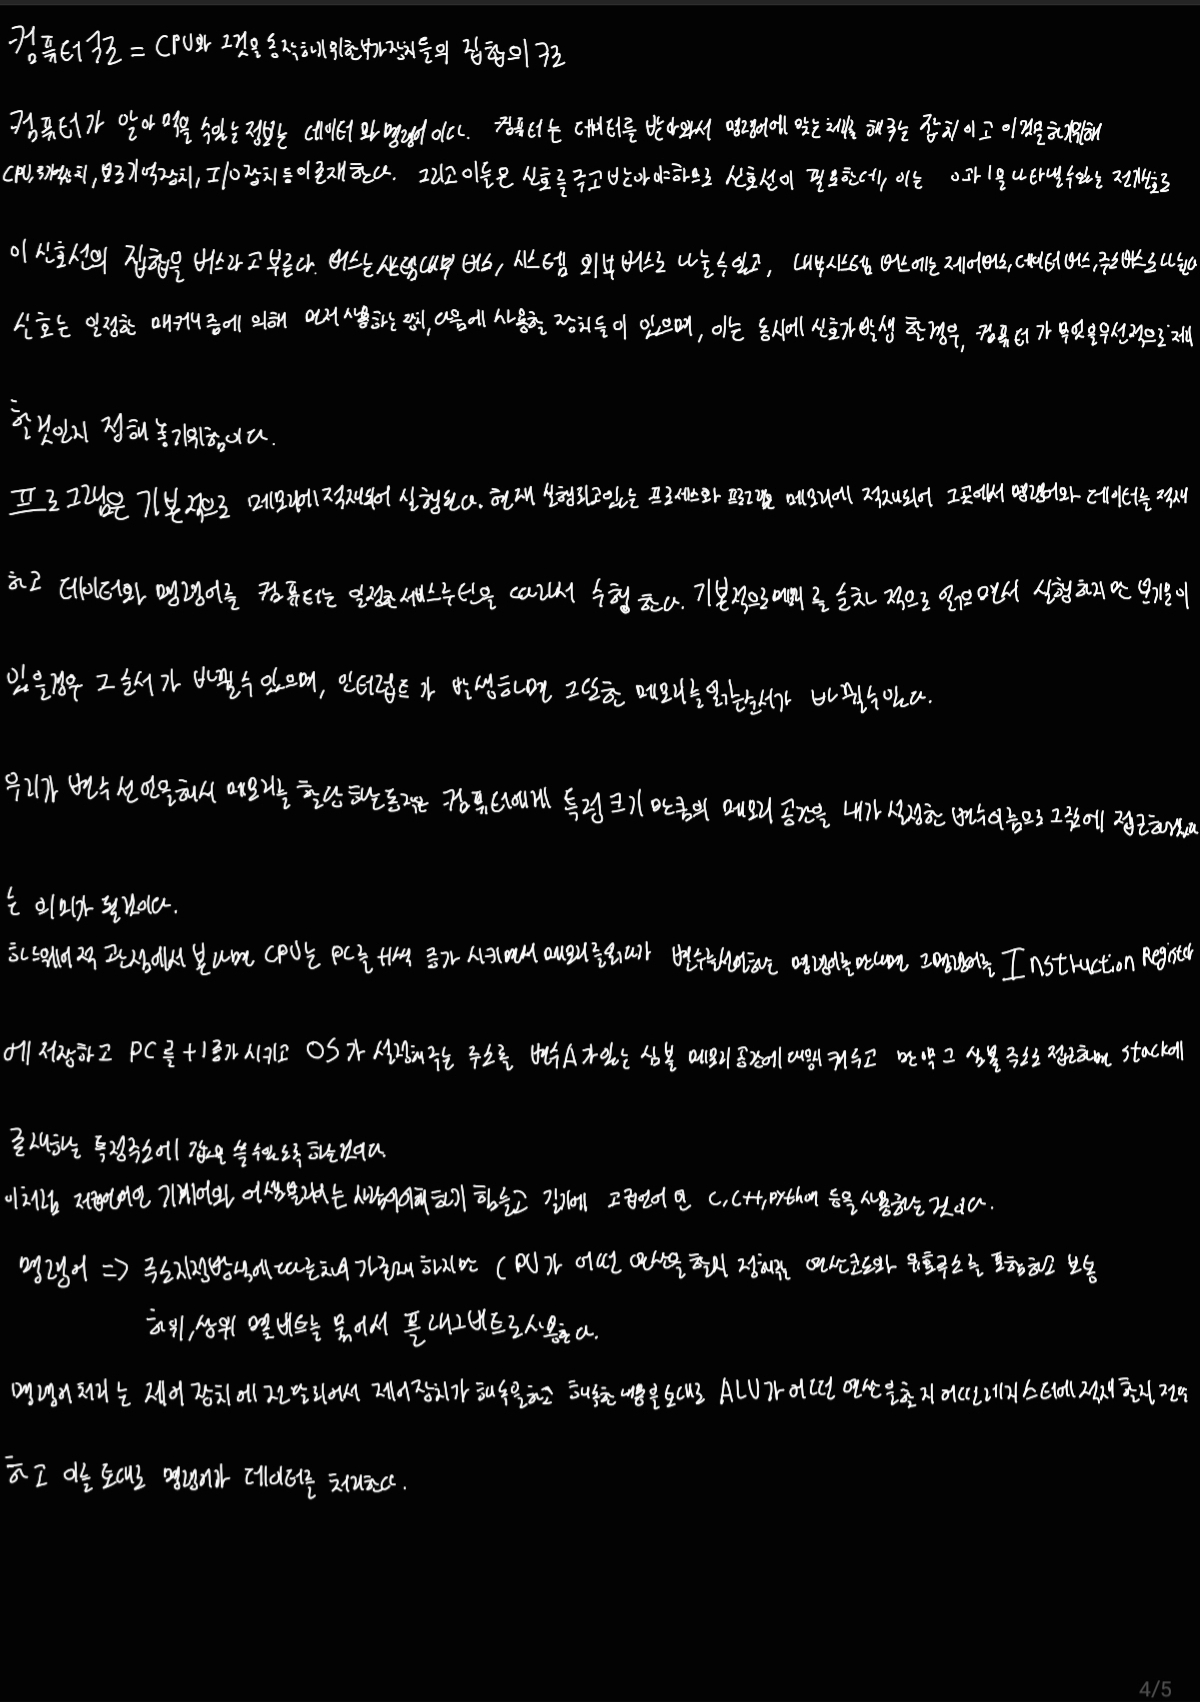 컴퓨터 구조 = CPU와 그것을 동작하기 위한 부가장치들의 집합의 구조
컴퓨터가 알아 먹을 수 있는 정보는 데이터와 명령어이다. 컴퓨터는 데이터를 받아와서 명령어에 맞는 처리를 해주는 장치이고 이것을 하기위해
CPU, 주기억장치, 보조기억장치, I/O장치 등이 존재한다. 그리고 이들은 신호를 주고 받아야 하므로 신호선이 필요한데, 이는 0과 1을 나타낼 수 있는 전기신호로
이 신호선의 집합을 버스라고 부른다. 버스는 시스템 내부 버스, 시스템 외부 버스로 나눌 수 있고, 내부 시스템 버스에는 제어버스, 데이터 버스, 주소버스로 나뉜다
신호는 일정한 매커니즘에 의해 먼저 사용하는 장치, 다음에 사용할 장치들이 있으며, 이는 동시에 신호가 발생 할 경우, 컴퓨터가 무엇을 우선적으로 처리
할것인지 정해 놓기 위함이다.
프로그램은 기본적으로 메모리에 적재되어 실행된다. 현재 실행되고 있는 프로세스와 프로그램은 메모리에 적재되어 그곳에서 명령어와 데이터를 적재
하고 데이터와 명령어를 컴퓨터는 일정한 서비스루틴을 따라서 수행한다. 기본적으로 메모리를 순차적으로 읽으면서 실행하지만 분기문이
있을경우 그 순서가 바뀔 수 있으며, 인터럽트가 발생하면 그 또한 메모리를 읽는 순서가 바뀔 수 있다.
우리가 변수 선언을 해서 메모리를 할당하는 동작은 컴퓨터에게 특정 크기 만큼의 메모리 공간을 내가 설정한 변수이름으로 그곳에 접근하겠다
는 의미가 될것이다.
하드웨어적 관점에서 본다면 CPU는 PC를 +1씩 증가 시키면서 메모리를 읽다가 변수를 선언하는 명령어를 만나면 그 명령어를 Instruction Register
에 저장하고 PC를 +1 증가 시키고 OS가 설정해주는 주소를 변수 A가 있는 심볼 메모리 공간에 대입 시켜주고 만약 그 심볼 주소로 접근하면 stack에
존재하는 특정주소에 값을 쓸 수 있도록 하는 것이다.
이처럼 저급언어인 기계어와 어셈블리어는 사람이 이해하기 힘들고 길기에 고급언어인 C, C++, python 등을 사용하는 것이다.
명령어 => 주소지정방식에 따른 차이가 존재하지만 CPU가 어떤 연산을 할지 정해주는 연산코드와 유효주소를 포함하고 보통
하위, 상위 몇 비트를 묶어서 플래그비트로 사용한다.
명령어 처리는 제어 장치에 전달되어서 제어장치가 해독을 하고 해독한 내용을 토대로 ALU가 어떤 연산을 할지 어떤 레지스터에 적재할지 전달
하고 이를 토대로 명령어가 데이터를 처리한다.
4/5